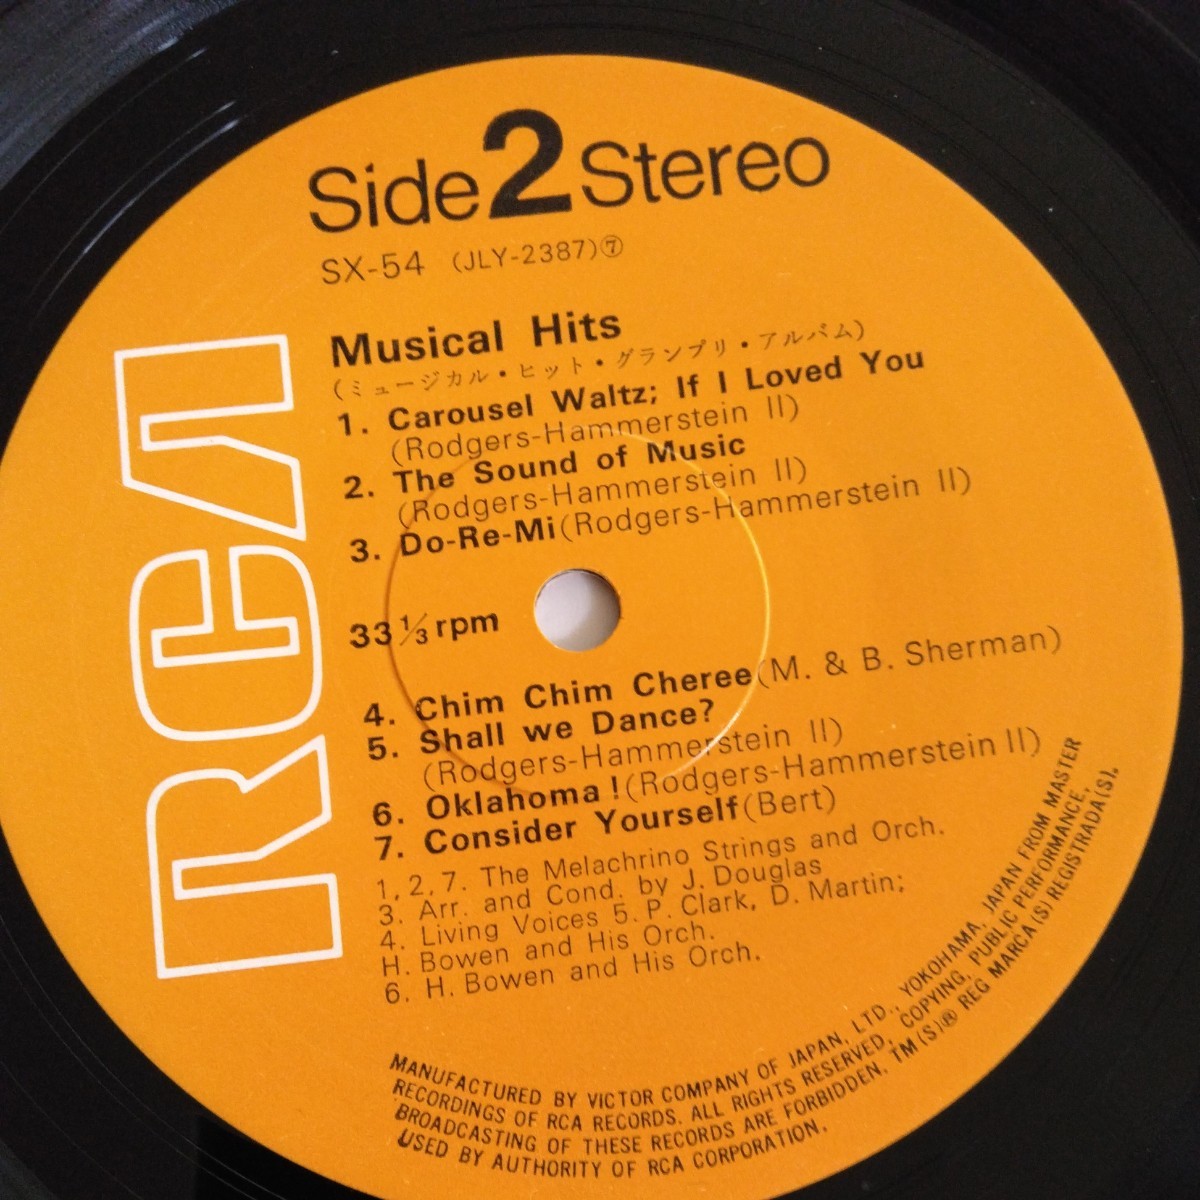 Side 2 Stereo
SX-54 (JLY-2387)⑦
RCA
Musical Hits
(ミュージカル・ヒット・グランプリ・アルバム)
1. Carousel Waltz; If I Loved You
(Rodgers-Hammerstein II)
2. The Sound of Music
(Rodgers-Hammerstein II)
3. Do-Re-Mi(Rodgers-Hammerstein II)
33 1/3 rpm
4. Chim Chim Cheree(M. & B. Sherman)
5. Shall we Dance?
(Rodgers-Hammerstein II)
6. Oklahoma!(Rodgers-Hammerstein II)
7. Consider Yourself(Bert)
1,2,7. The Melachrino Strings and Orch.
3. Arr. and Cond. by J. Douglas
4. Living Voices 5. P. Clark, D. Martin;
H. Bowen and His Orch.
6. H. Bowen and His Orch.
MANUFACTURED BY VICTOR COMPANY OF JAPAN, LTD., YOKOHAMA, JAPAN FROM MASTER
RECORDINGS OF RCA RECORDS. ALL RIGHTS RESERVED, COPYING, PUBLIC PERFORMANCE,
BROADCASTING OF THESE RECORDS ARE FORBIDDEN. TM(S)® REG MARCA(S) REGISTRADA(S).
USED BY AUTHORITY OF RCA CORPORATION.